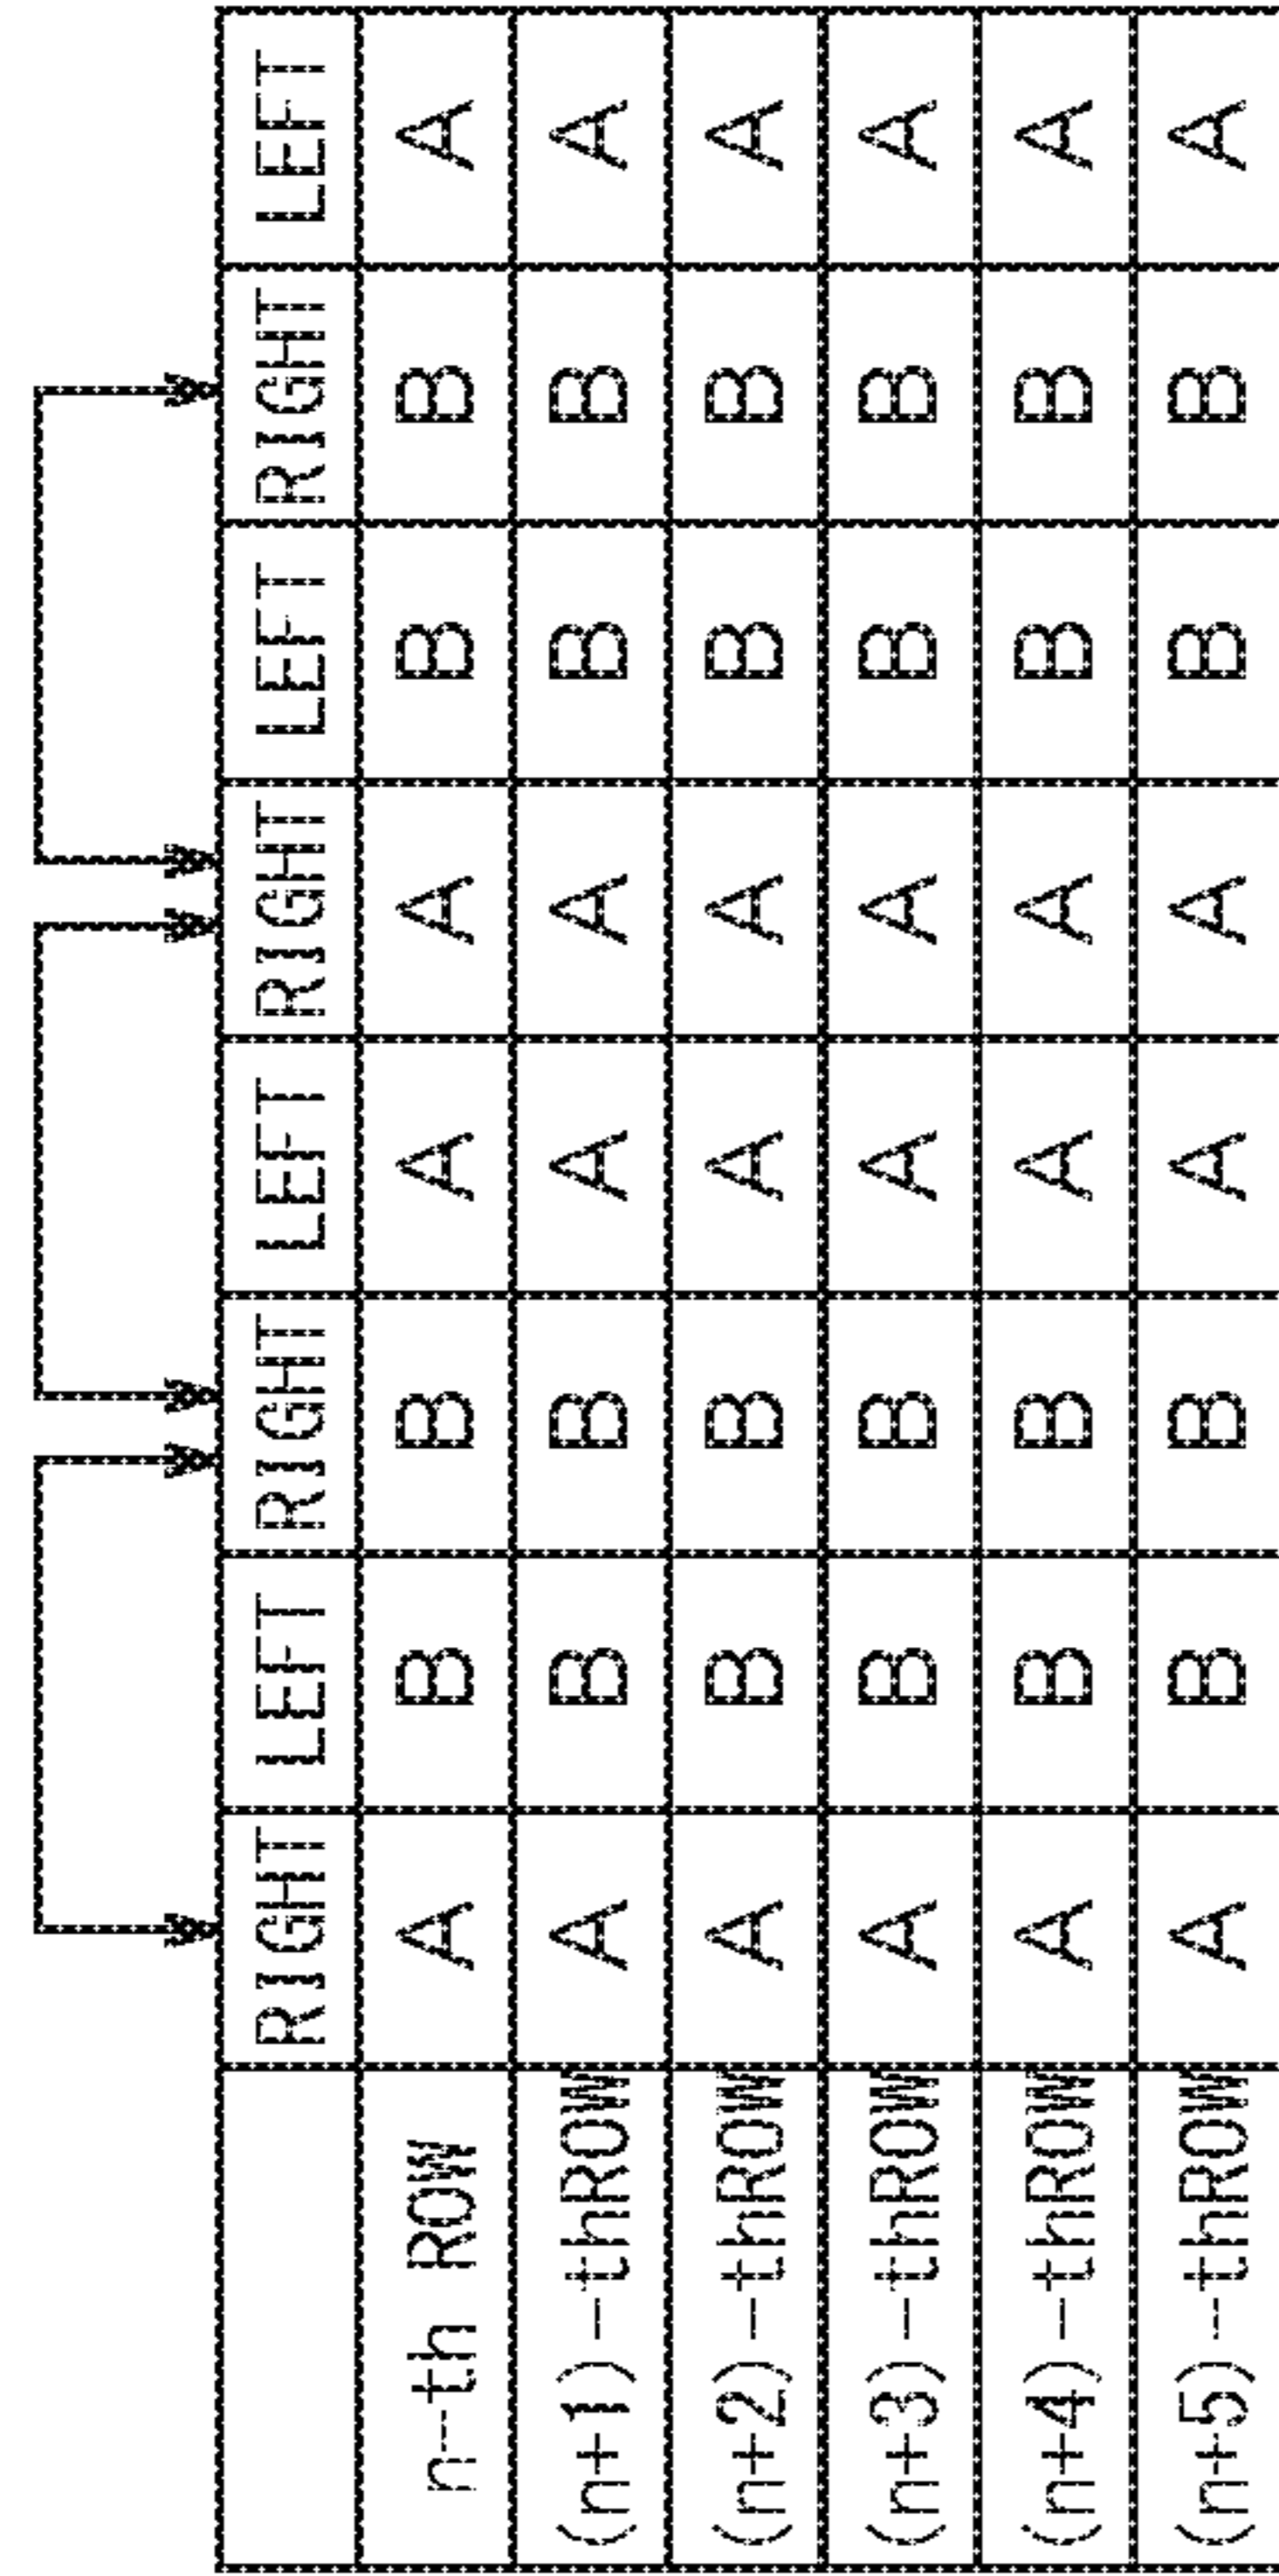 RIGHT LEFT RIGHT LEFT RIGHT LEFT RIGHT LEFT
n-th ROW A B B A A B B A
(n+1)-thROW A B B A A B B A
(n+2)-thROW A B B A A B B A
(n+3)-thROW A B B A A B B A
(n+4)-thROW A B B A A B B A
(n+5)-thROW A B B A A B B A